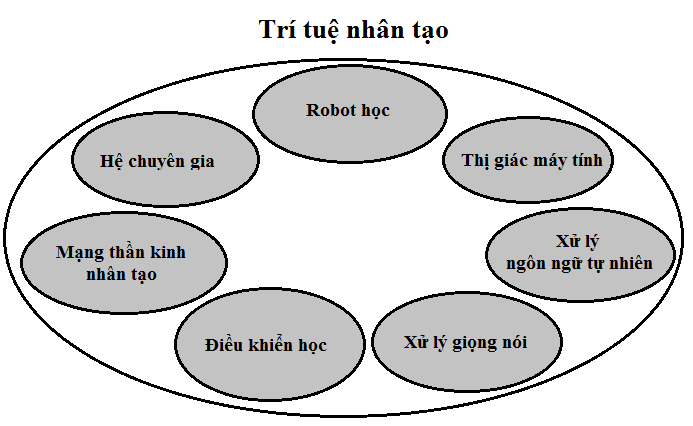 Trí tuệ nhân tạo
Robot học
Hệ chuyên gia
Thị giác máy tính
Mạng thần kinh
nhân tạo
Xử lý
ngôn ngữ tự nhiên
Điều khiển học
Xử lý giọng nói